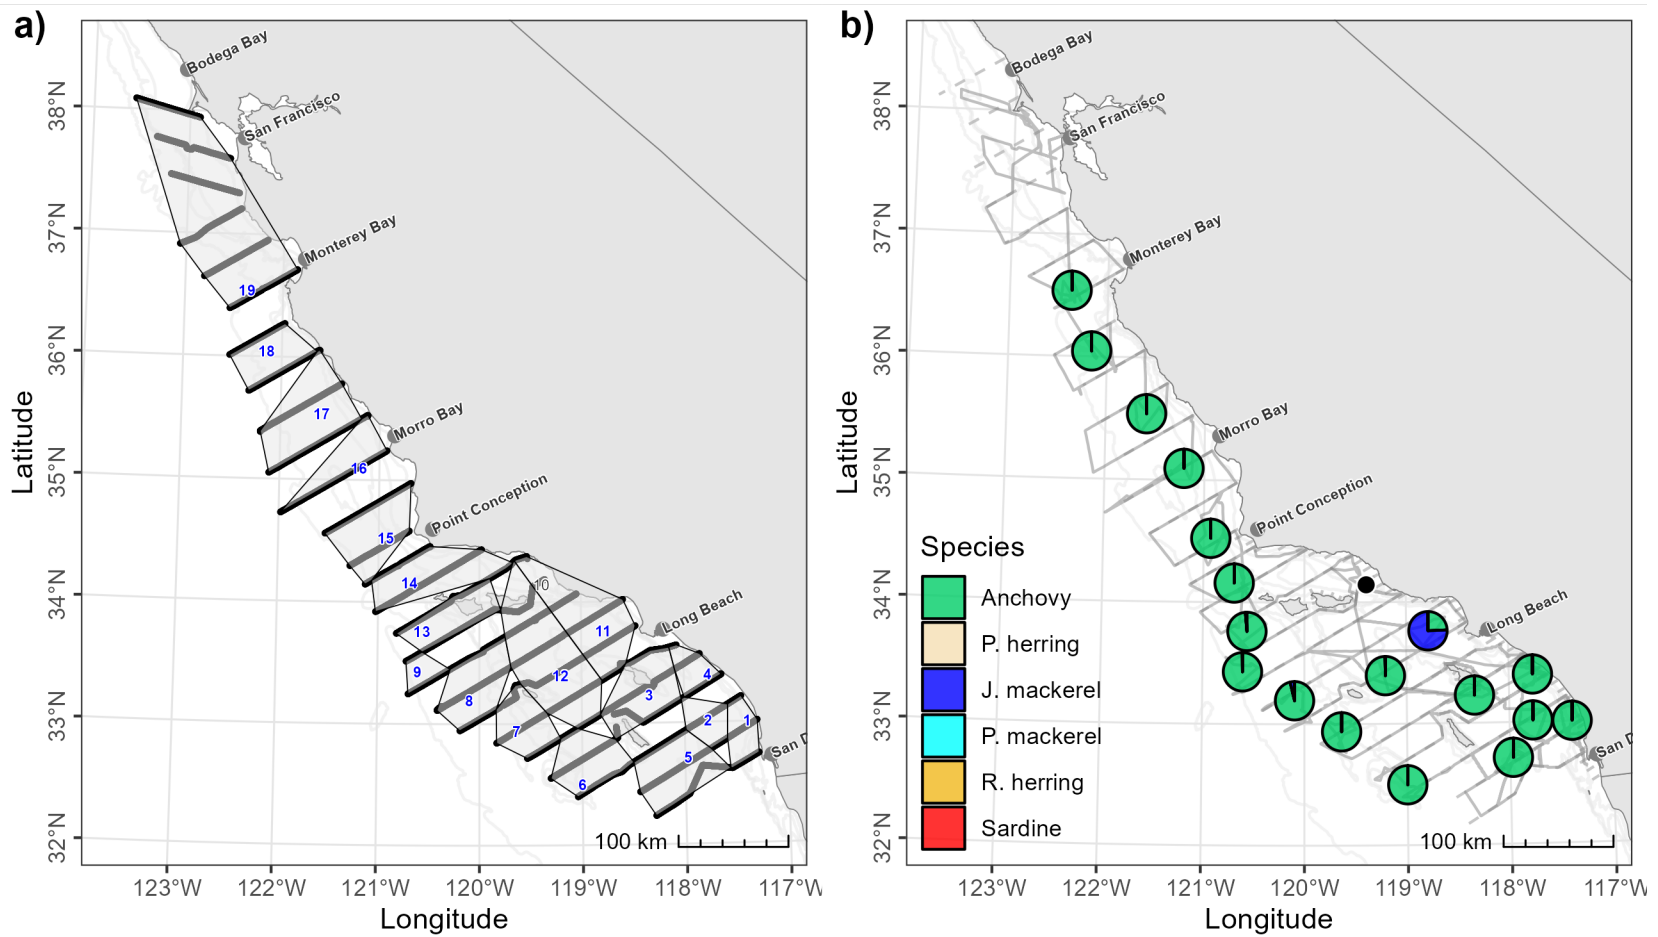 a)
Bodega Bay
San Francisco
Monterey Bay
Morro Bay
Point Conception
Long Beach
San D
38°N
37°N
36°N
35°N
34°N
33°N
32°N
Latitude
19
18
17
16
15
14
10
13
11
9
12
4
3
8
2
1
7
5
6
100 km
123°W
122°W
121°W
120°W
119°W
118°W
117°W
Longitude
b)
Bodega Bay
San Francisco
Monterey Bay
Morro Bay
Point Conception
Long Beach
San D
38°N
37°N
36°N
35°N
34°N
33°N
32°N
Latitude
Species
Anchovy
P. herring
J. mackerel
P. mackerel
R. herring
Sardine
100 km
123°W
122°W
121°W
120°W
119°W
118°W
117°W
Longitude